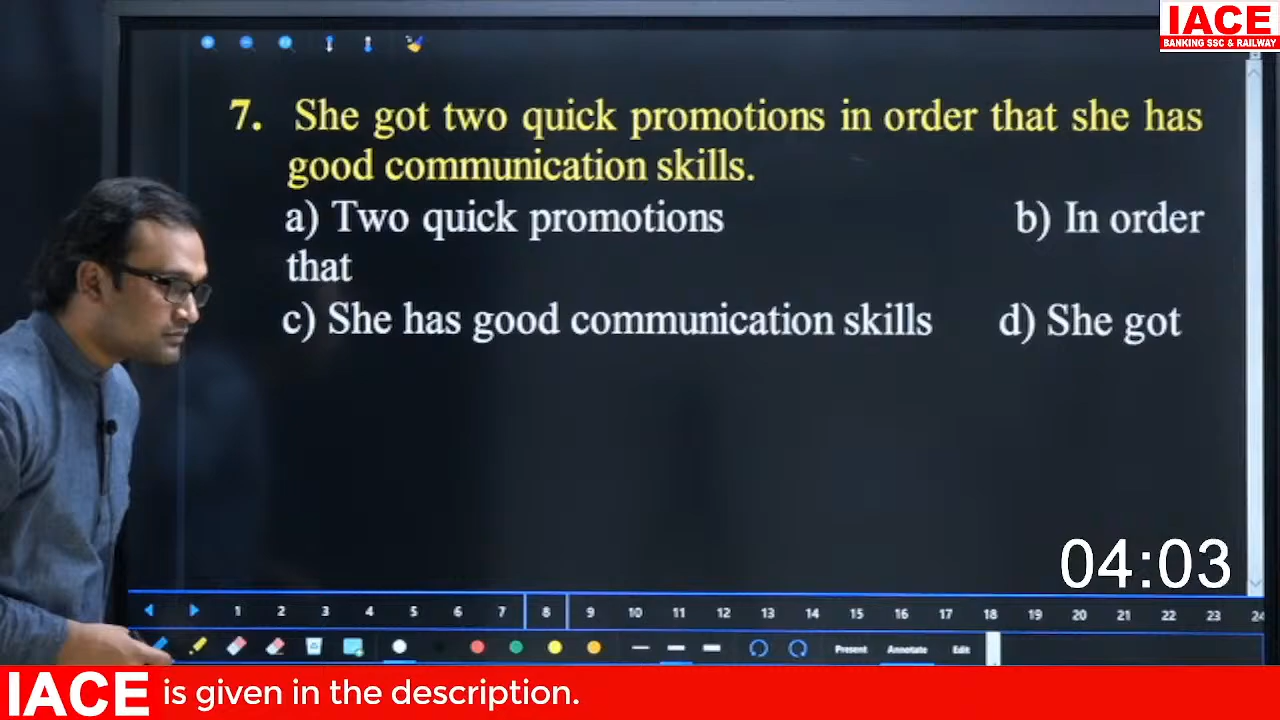 IACE
BANKING SSC & RAILWAY
7. She got two quick promotions in order that she has
good communication skills.
a) Two quick promotions b) In order
that
c) She has good communication skills d) She got
04:03
1 2 3 4 5 6 7 8 9 10 11 12 13 14 15 16 17 18 19 20 21 22 23 24
Present Annotate Edit
IACE is given in the description.